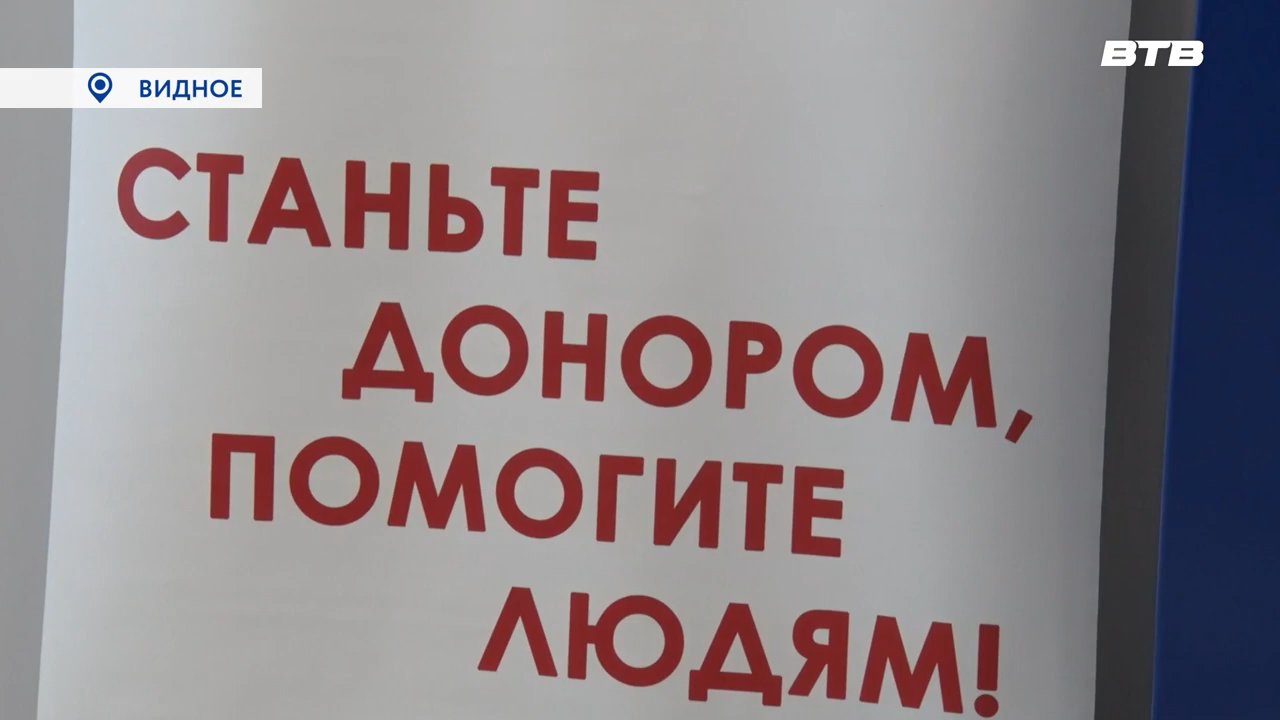 ВТВ
ВИДНОЕ
СТАНЬТЕ
ДОНОРОМ,
ПОМОГИТЕ
ЛЮДЯМ!